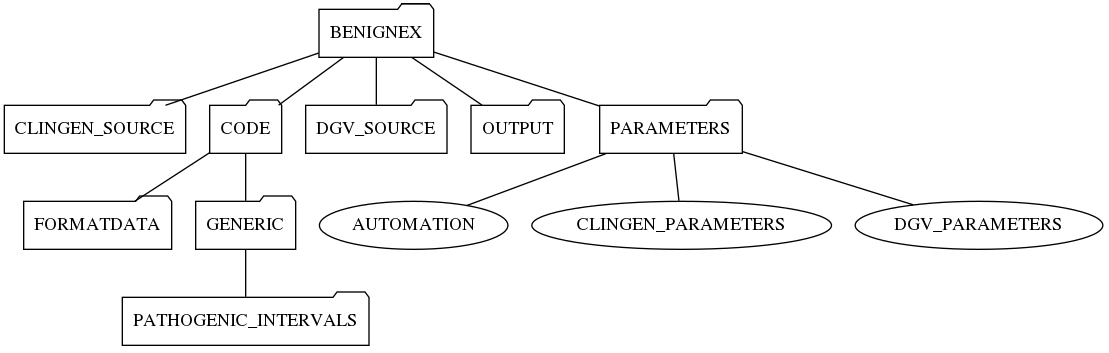 BENIGNEX
CLINGEN_SOURCE
CODE
DGV_SOURCE
OUTPUT
PARAMETERS
FORMATDATA
GENERIC
AUTOMATION
CLINGEN_PARAMETERS
DGV_PARAMETERS
PATHOGENIC_INTERVALS